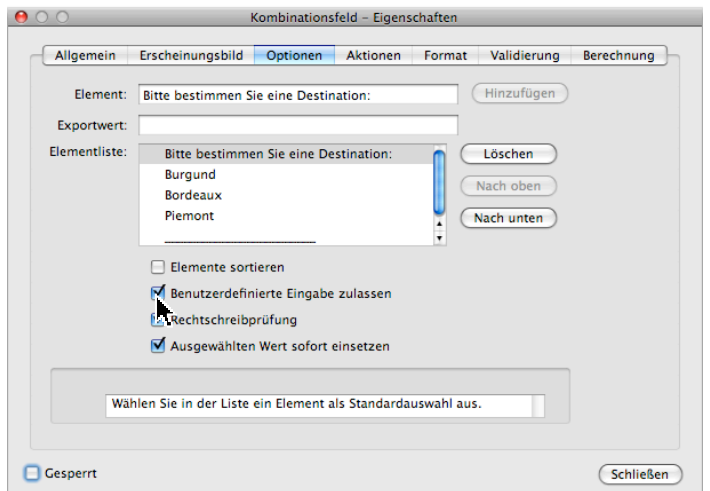 Kombinationsfeld – Eigenschaften
Allgemein Erscheinungsbild Optionen Aktionen Format Validierung Berechnung
Element: Bitte bestimmen Sie eine Destination: Hinzufügen
Exportwert:
Elementliste: Bitte bestimmen Sie eine Destination: Löschen
Burgund
Nach oben
Bordeaux
Piemont Nach unten
Elemente sortieren
Benutzerdefinierte Eingabe zulassen
Rechtschreibprüfung
Ausgewählten Wert sofort einsetzen
Wählen Sie in der Liste ein Element als Standardauswahl aus.
Gesperrt Schließen